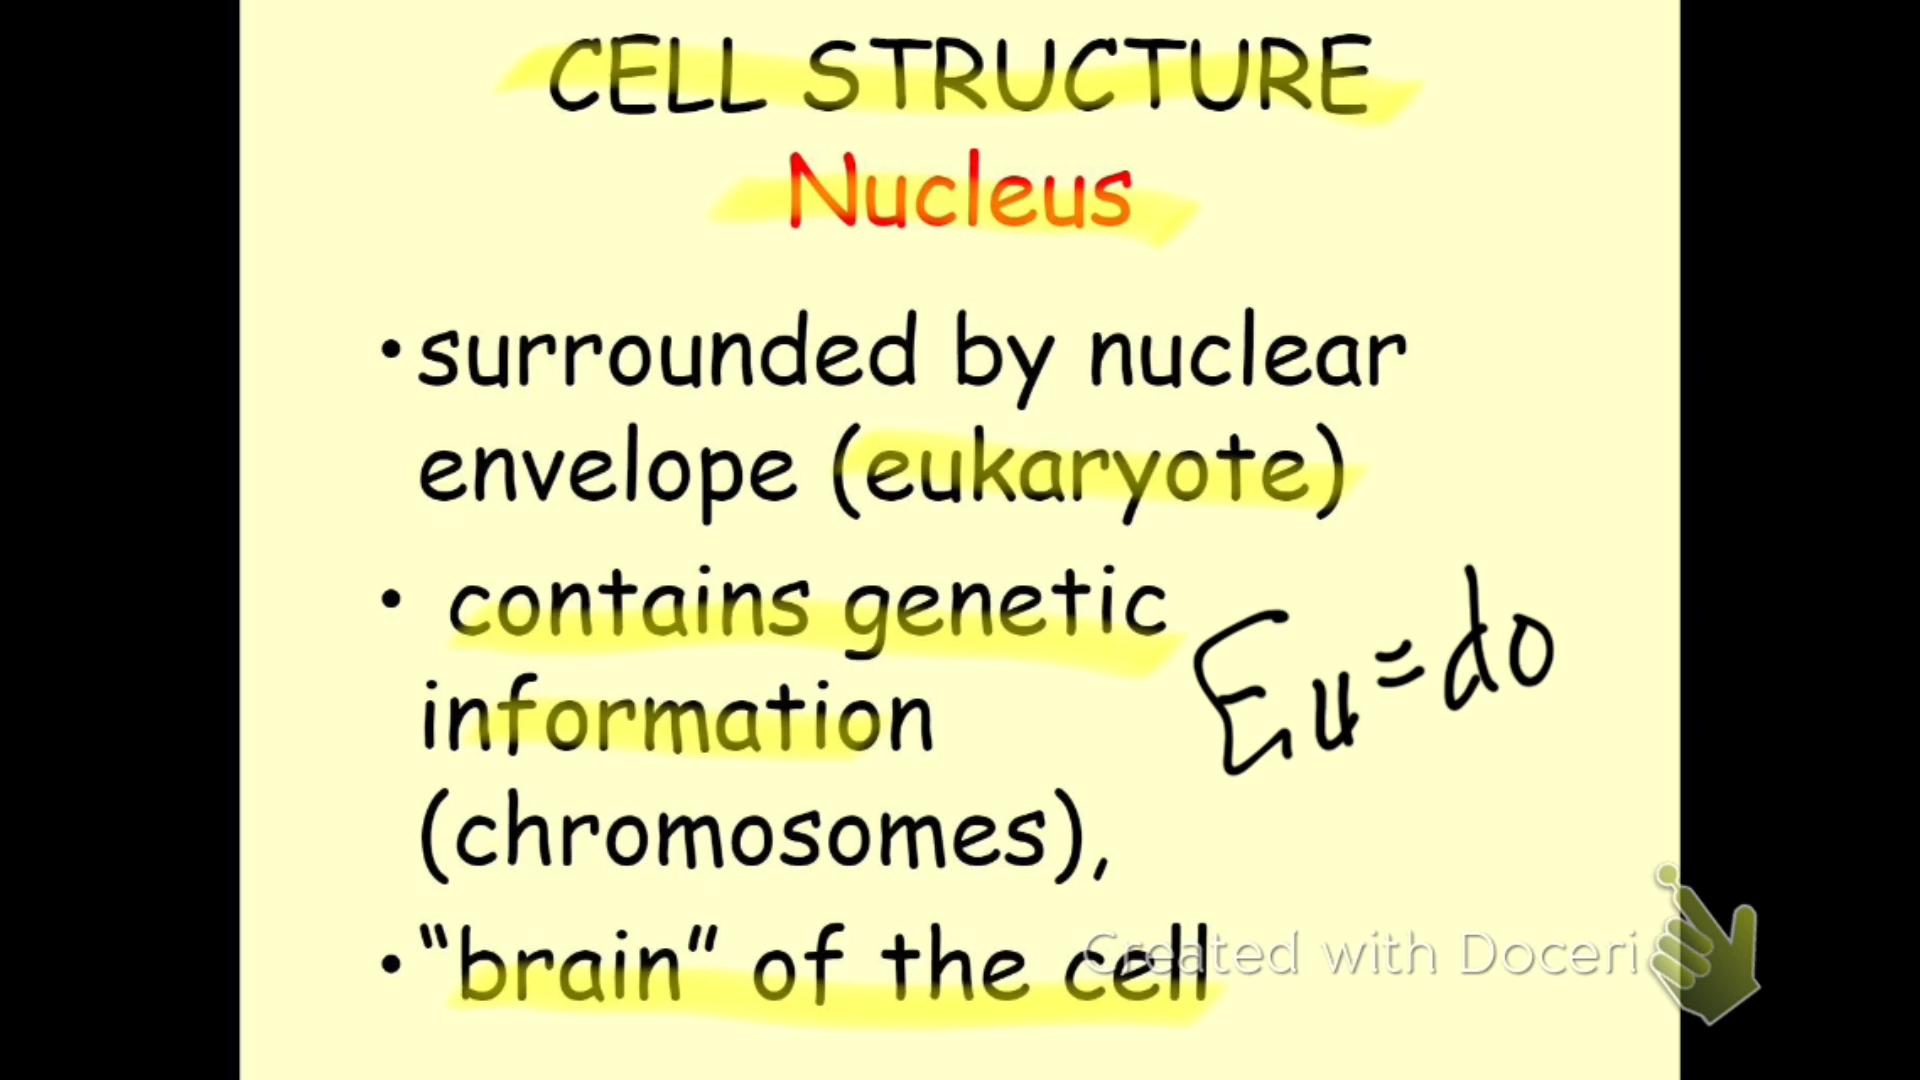 CELL STRUCTURE
Nucleus
•surrounded by nuclear
envelope (eukaryote)
• contains genetic
information
(chromosomes),
Eu=do
•“brain” of the cell
Created with Doceri